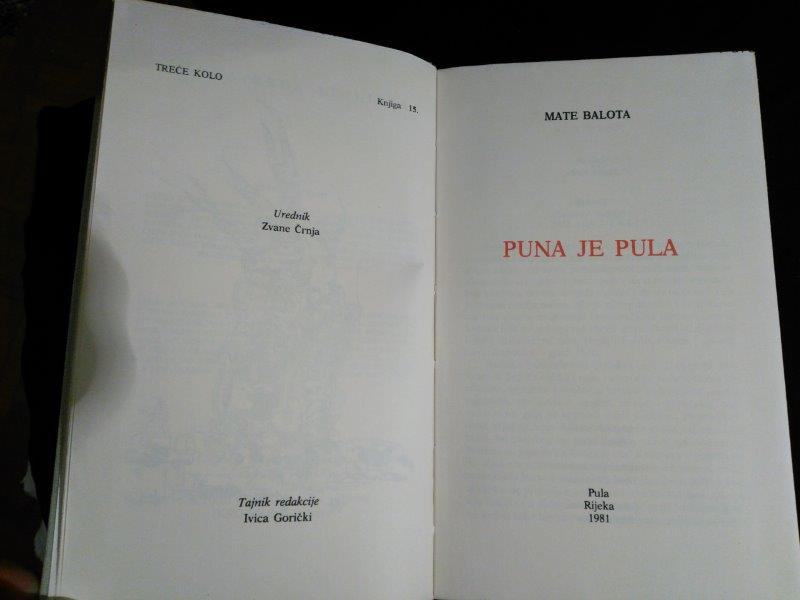 TREĆE KOLO
Knjiga 15.
Urednik
Zvane Črnja
Tajnik redakcije
Ivica Gorički
MATE BALOTA
PUNA JE PULA
Pula
Rijeka
1981